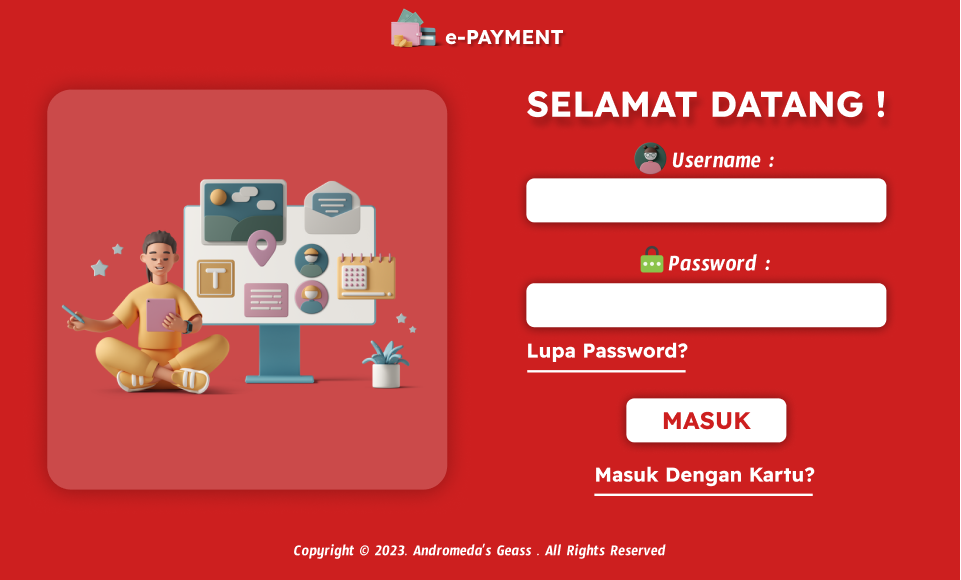 e-PAYMENT
SELAMAT DATANG !
Username :
Password :
Lupa Password?
MASUK
Masuk Dengan Kartu?
T
Copyright © 2023. Andromeda's Geass . All Rights Reserved